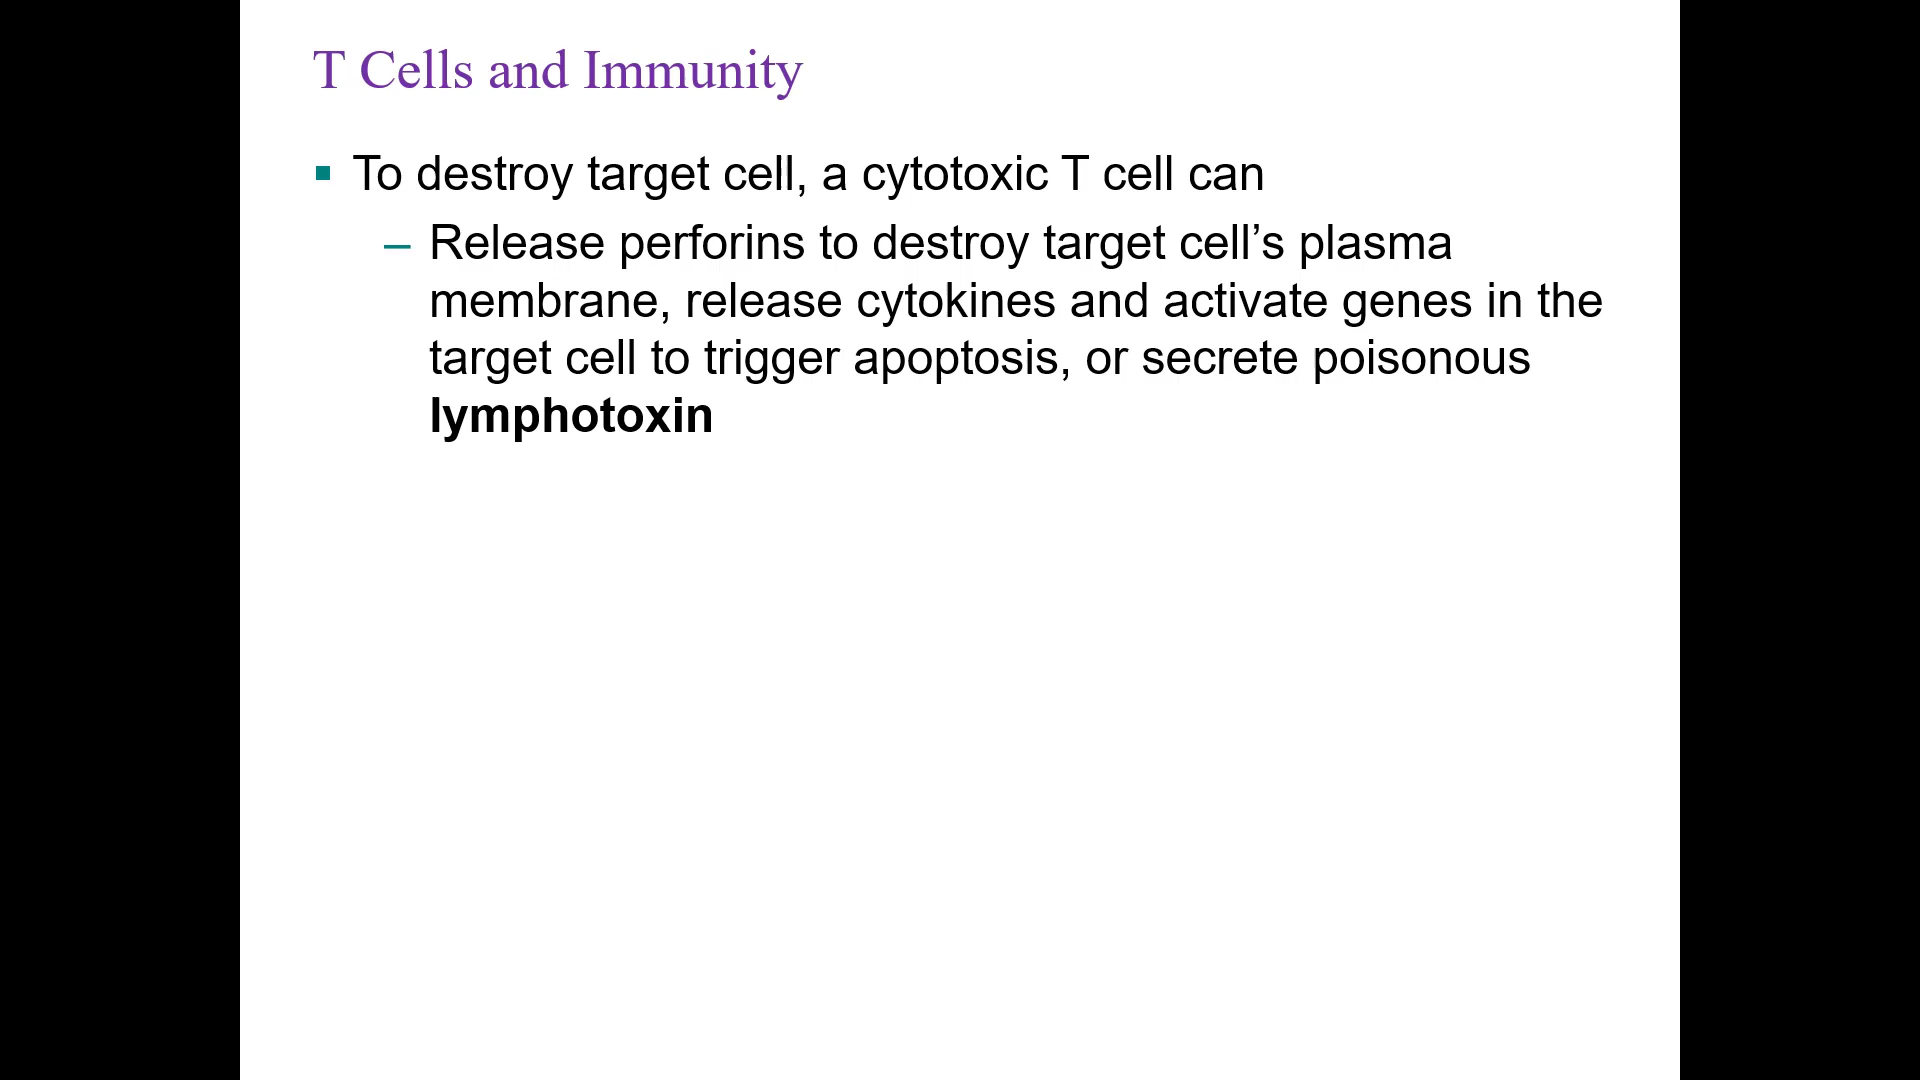 T Cells and Immunity
▪ To destroy target cell, a cytotoxic T cell can
– Release perforins to destroy target cell’s plasma
membrane, release cytokines and activate genes in the
target cell to trigger apoptosis, or secrete poisonous
lymphotoxin